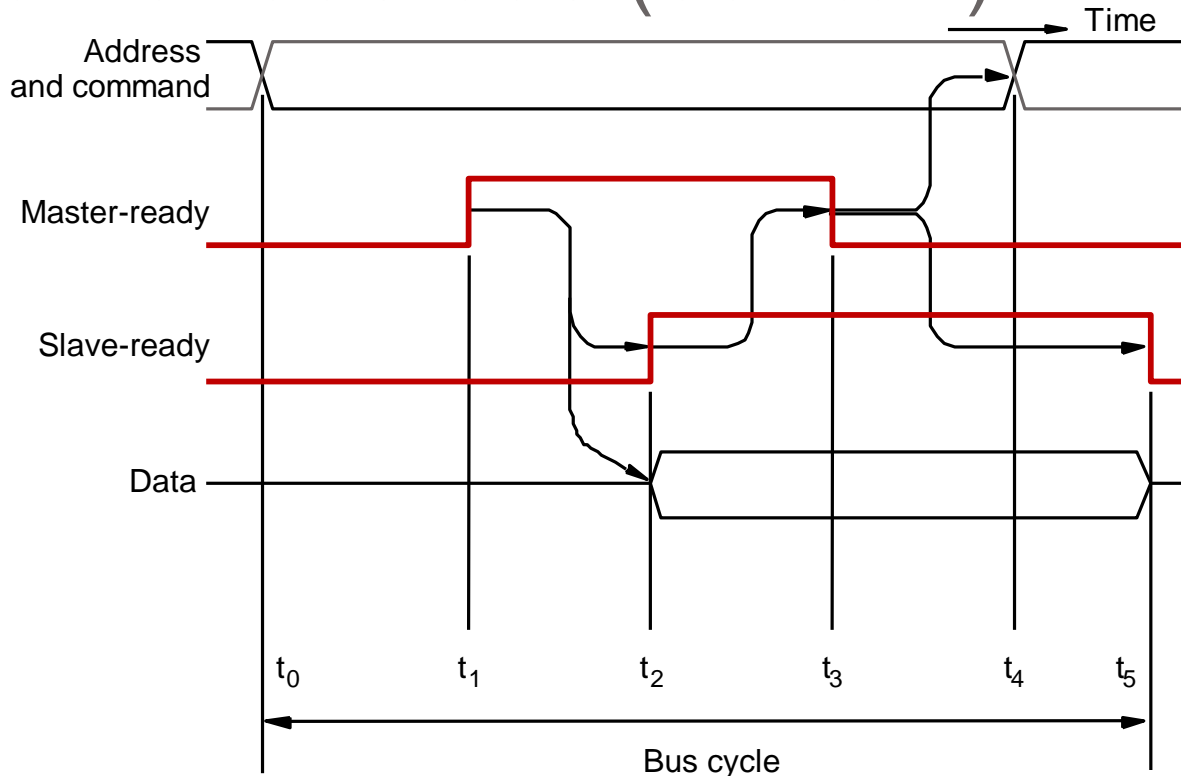 ( )
Time
Address
and command
Master-ready
Slave-ready
Data
t0 t1 t2 t3 t4 t5
Bus cycle